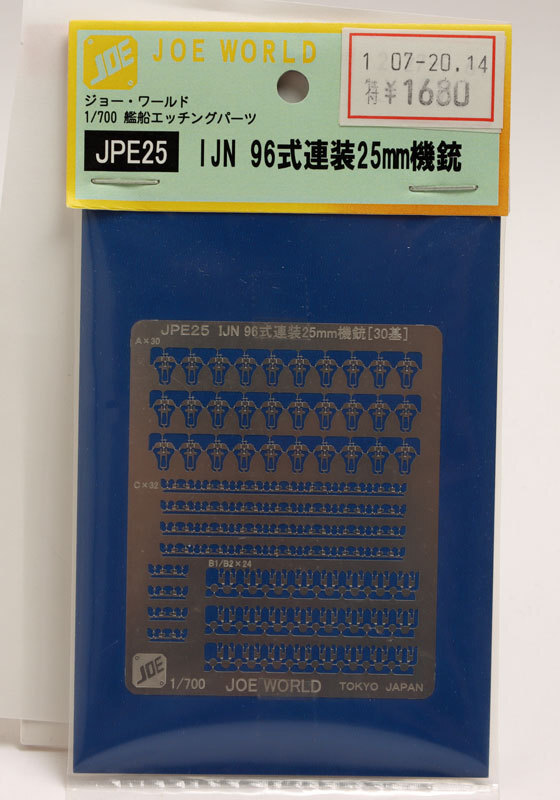 JOE
JOE WORLD
1 07-20.14
¥1680
ジョー・ワールド
1/700 艦船エッチングパーツ
JPE25
IJN 96式連装25mm機銃
JPE25 IJN 96式連装25mm機銃[30基]
A×30
C×32
B1/B2×24
JOE
1/700
JOE WORLD
TOKYO JAPAN